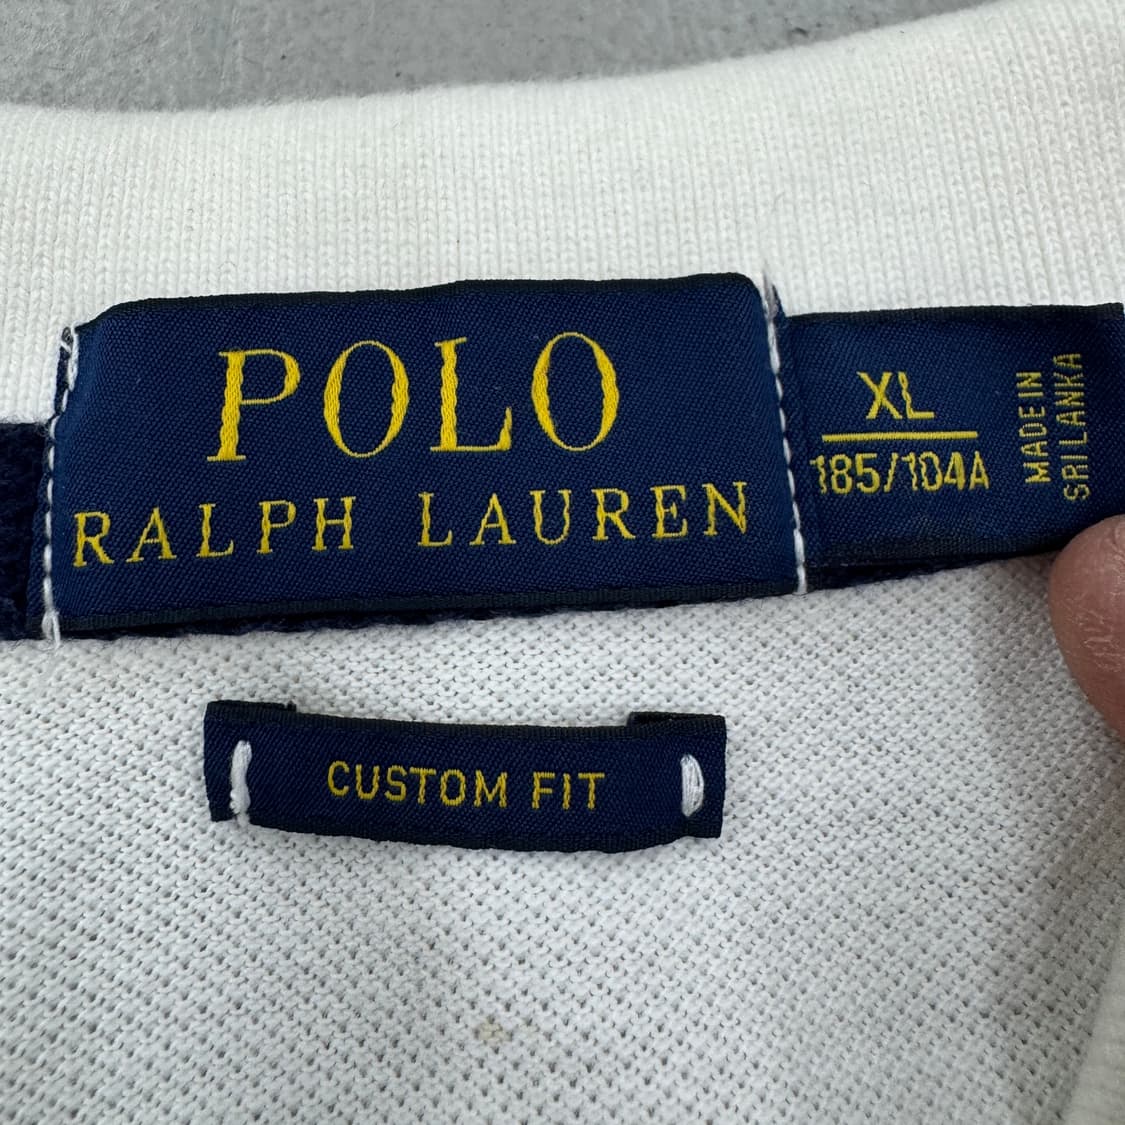 POLO
RALPH LAUREN
XL
185/104A
MADE IN
SRI LANKA
CUSTOM FIT